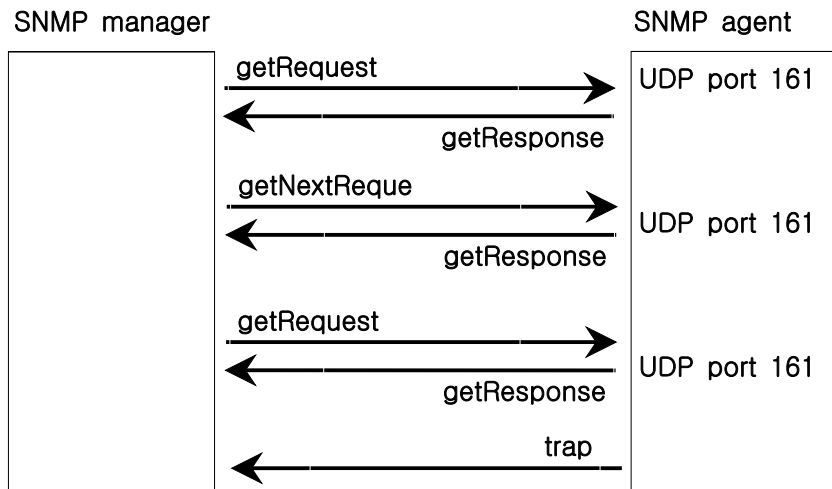 SNMP manager
SNMP agent
getRequest
UDP port 161
getResponse
getNextReque
UDP port 161
getResponse
getRequest
UDP port 161
getResponse
trap